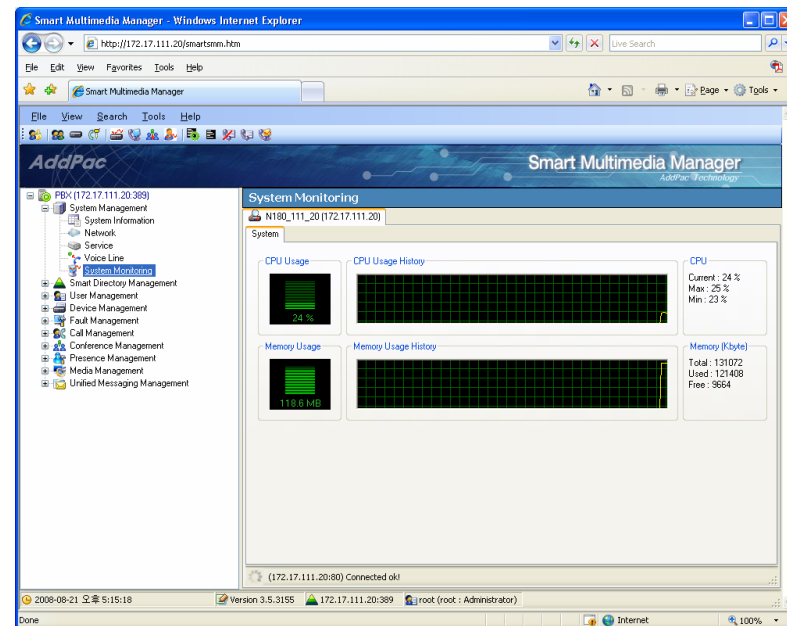 Smart Multimedia Manager - Windows Internet Explorer
http://172.17.111.20/smartsmm.htm
Live Search
File Edit View Favorites Tools Help
Smart Multimedia Manager
Page Tools
File View Search Tools Help
AddPac
Smart Multimedia Manager
AddPac Technology
PBX (172.17.111.20:389)
System Management
System Information
Network
Service
Voice Line
System Monitoring
Smart Directory Management
User Management
Device Management
Fault Management
Call Management
Conference Management
Presence Management
Media Management
Unified Messaging Management
System Monitoring
N180_111_20 (172.17.111.20)
System
CPU Usage
24 %
CPU Usage History
CPU
Current : 24 %
Max : 25 %
Min : 23 %
Memory Usage
118.6 MB
Memory Usage History
Memory (Kbyte)
Total : 131072
Used : 121408
Free : 9664
(172.17.111.20:80) Connected ok!
2008-08-21 오후 5:15:18
Version 3.5.3155
172.17.111.20:389
root (root : Administrator)
Done
Internet
100%